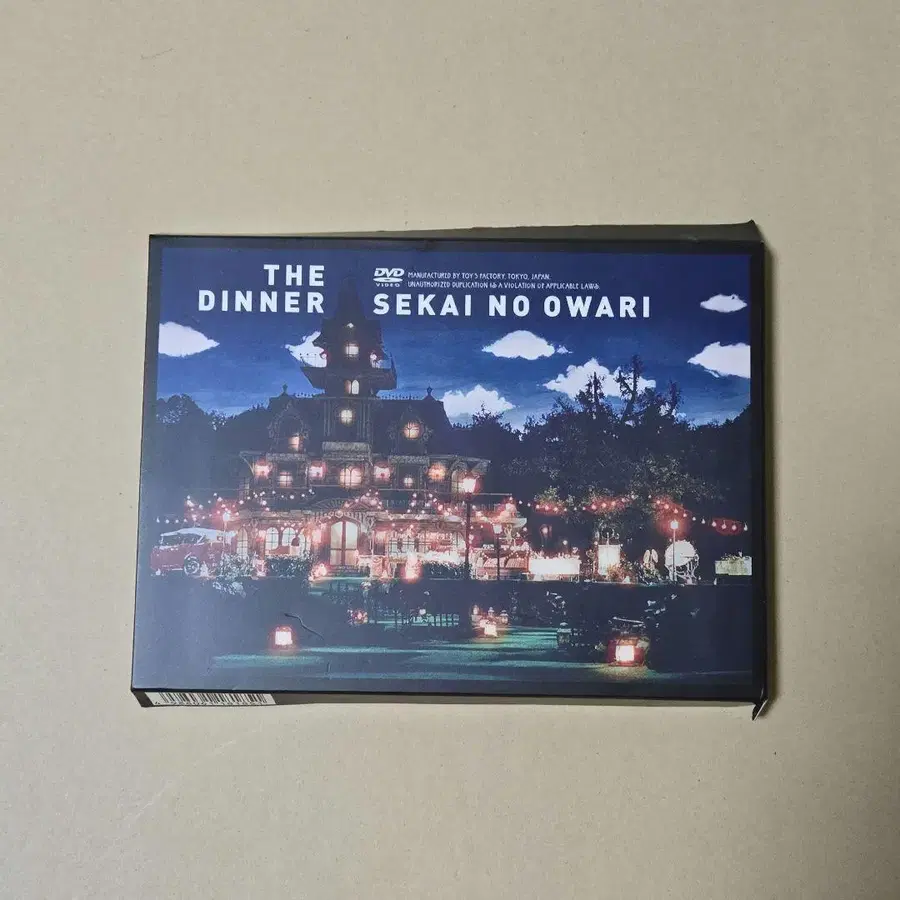 THE
DINNER
DVD
VIDEO
MANUFACTURED BY TOY'S FACTORY, TOKYO, JAPAN.
UNAUTHORIZED DUPLICATION IS A VIOLATION OF APPLICABLE LAWS.
SEKAI NO OWARI